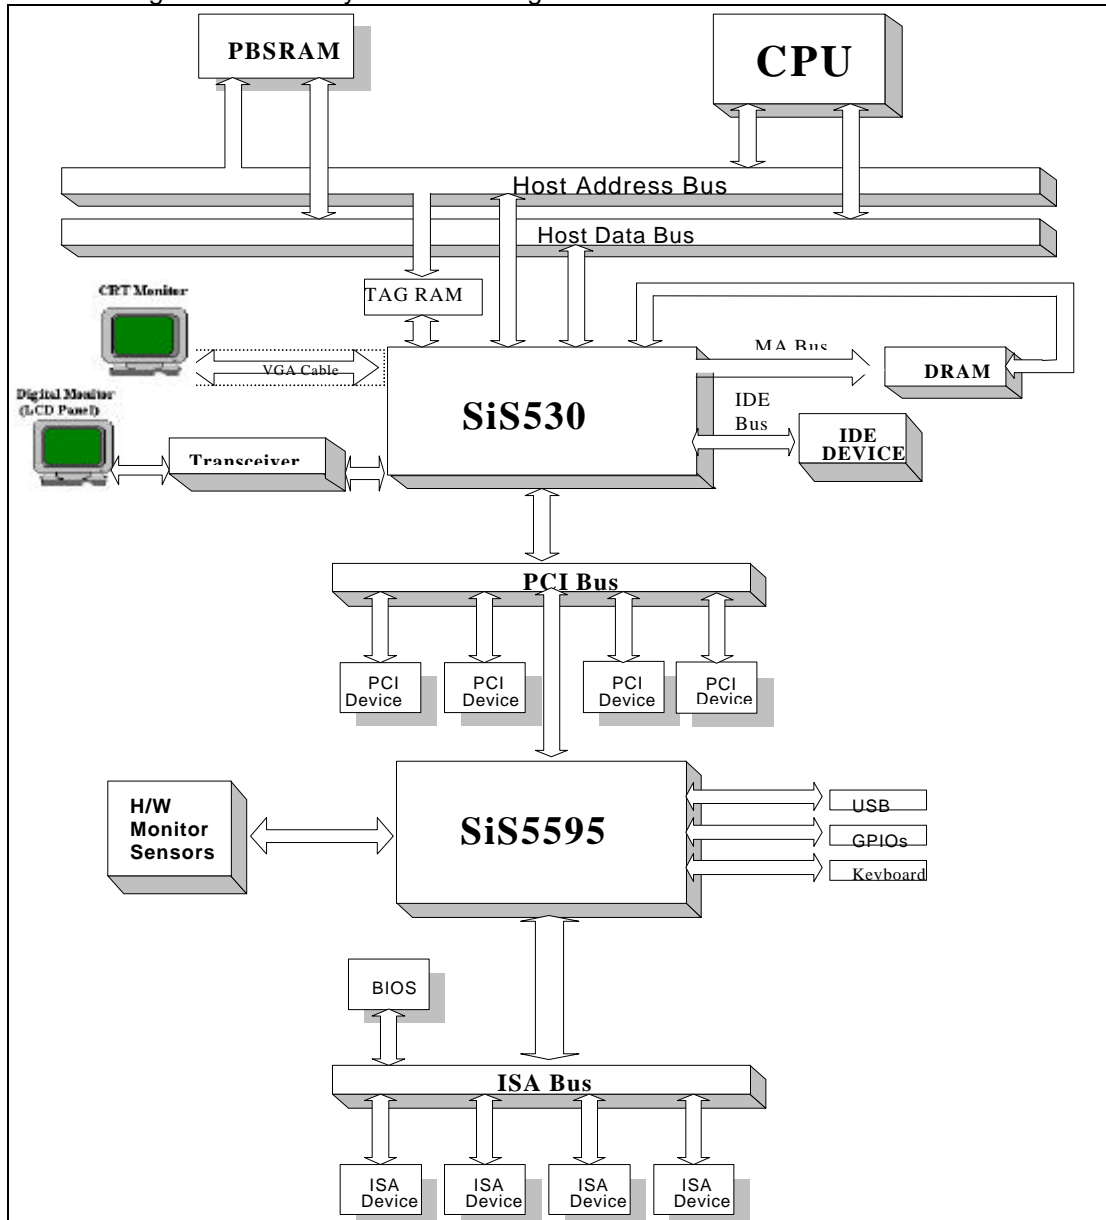 PBSRAM
CPU
Host Address Bus
Host Data Bus
CRT Monitor
TAG RAM
VGA Cable
MA Bus
DRAM
Digital Monitor
(LCD Panel)
SiS530
IDE
Bus
IDE
DEVICE
Transceiver
PCI Bus
PCI
Device
PCI
Device
PCI
Device
PCI
Device
H/W
Monitor
Sensors
SiS5595
USB
GPIOs
Keyboard
BIOS
ISA Bus
ISA
Device
ISA
Device
ISA
Device
ISA
Device